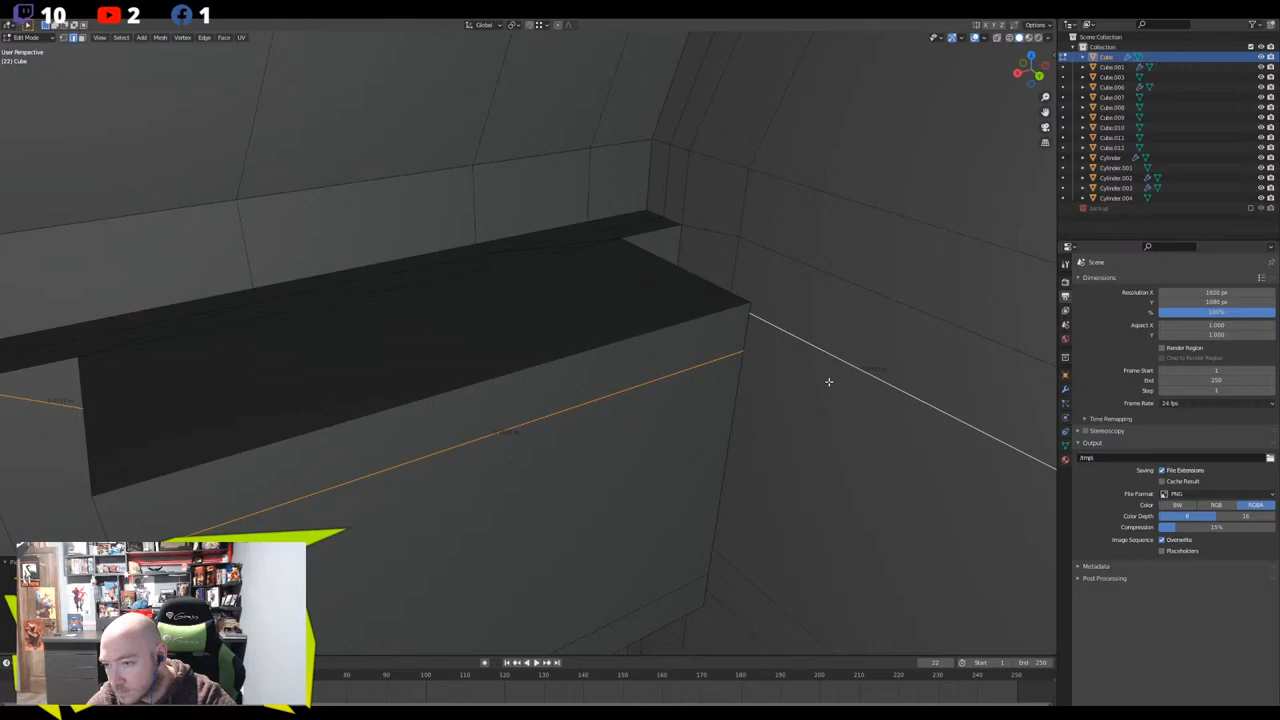 10 2 1
Global Options
Edit Mode View Select Add Mesh Vertex Edge Face UV
User Perspective
(22) Cube
Scene Collection
Collection
Cube
Cube.001
Cube.003
Cube.006
Cube.007
Cube.008
Cube.009
Cube.010
Cube.011
Cube.012
Cylinder
Cylinder.001
Cylinder.002
Cylinder.003
Cylinder.004
backup
Scene
Dimensions
Resolution X 1920 px
Y 1080 px
% 100%
Aspect X 1.000
Y 1.000
Render Region
Crop to Render Region
Frame Start 1
End 250
Step 1
Frame Rate 24 fps
Time Remapping
Stereoscopy
Output
/tmp\
Saving File Extensions
Cache Result
File Format PNG
Color BW RGB RGBA
Color Depth 8 16
Compression 15%
Image Sequence Overwrite
Placeholders
Metadata
Post Processing
22 Start 1 End 250
80 90 100 110 120 130 140 150 160 170 180 190 200 210 220 230 240 250